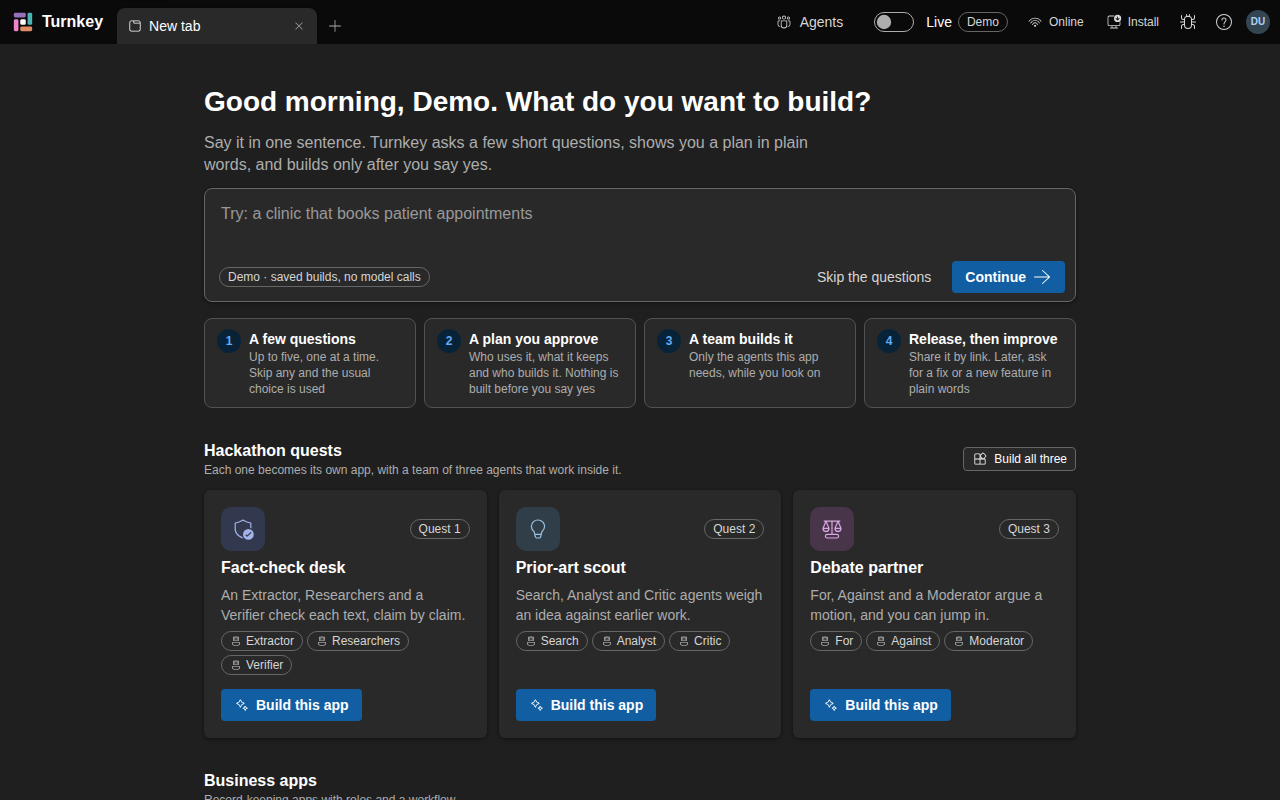 Turnkey
New tab
Agents
Live
Demo
Online
Install
DU
Good morning, Demo. What do you want to build?
Say it in one sentence. Turnkey asks a few short questions, shows you a plan in plain
words, and builds only after you say yes.
Try: a clinic that books patient appointments
Demo · saved builds, no model calls
Skip the questions
Continue
1
A few questions
Up to five, one at a time.
Skip any and the usual
choice is used
2
A plan you approve
Who uses it, what it keeps
and who builds it. Nothing is
built before you say yes
3
A team builds it
Only the agents this app
needs, while you look on
4
Release, then improve
Share it by link. Later, ask
for a fix or a new feature in
plain words
Hackathon quests
Each one becomes its own app, with a team of three agents that work inside it.
Build all three
Quest 1
Fact-check desk
An Extractor, Researchers and a
Verifier check each text, claim by claim.
Extractor
Researchers
Verifier
Build this app
Quest 2
Prior-art scout
Search, Analyst and Critic agents weigh
an idea against earlier work.
Search
Analyst
Critic
Build this app
Quest 3
Debate partner
For, Against and a Moderator argue a
motion, and you can jump in.
For
Against
Moderator
Build this app
Business apps
Record-keeping apps with roles and a workflow.